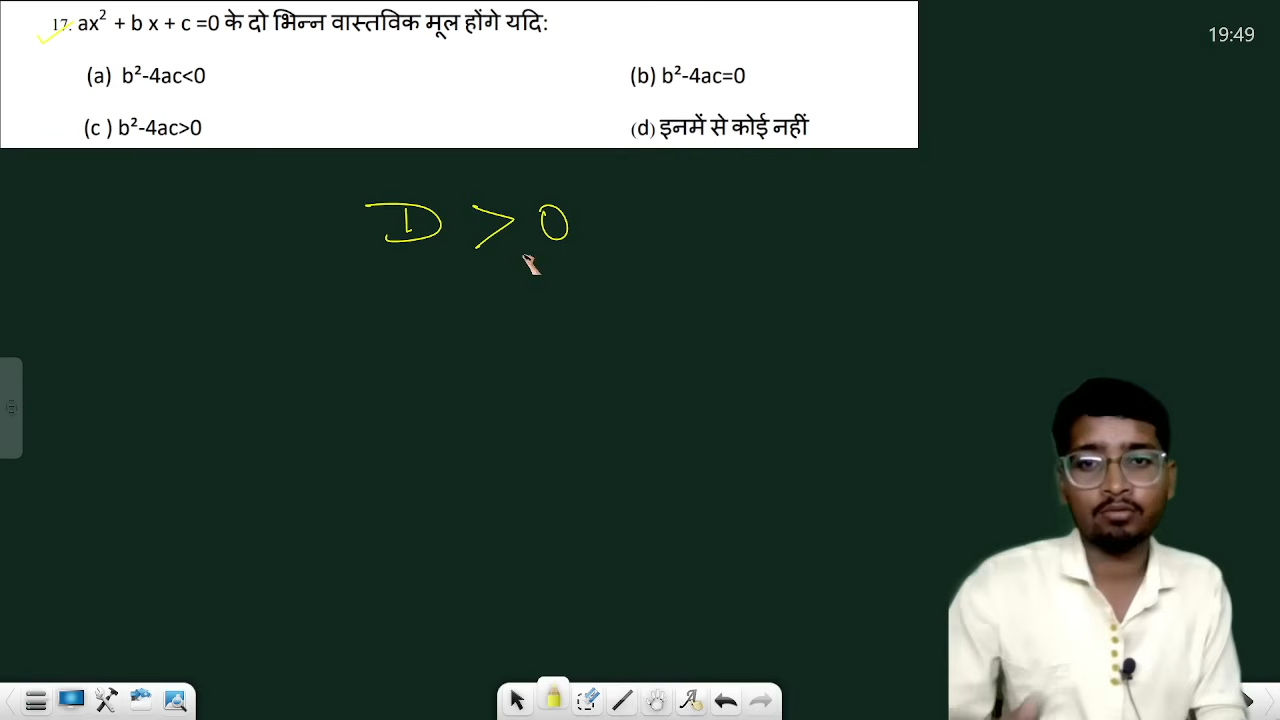 17. ax² + b x + c =0 के दो भिन्न वास्तविक मूल होंगे यदि:
19:49
(a) b²-4ac<0 (b) b²-4ac=0
(c ) b²-4ac>0 (d) इनमें से कोई नहीं
D > 0